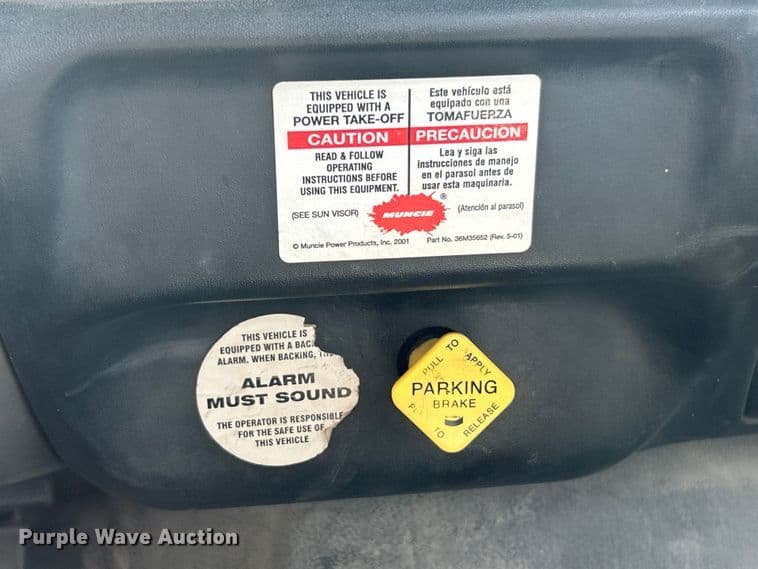 THIS VEHICLE IS
EQUIPPED WITH A
POWER TAKE-OFF
CAUTION
READ & FOLLOW
OPERATING
INSTRUCTIONS BEFORE
USING THIS EQUIPMENT.
(SEE SUN VISOR)
Este vehículo está
equipado con una
TOMAFUERZA
PRECAUCION
Lea y siga las
instrucciones de manejo
en el parasol antes de
usar esta maquinaria.
(Atención al parasol)
MUNCIE ®
© Muncie Power Products, Inc. 2001
Part No. 36M35652 (Rev. 5-01)
THIS VEHICLE IS
EQUIPPED WITH A
ALARM. WHEN BACKING,
ALARM
MUST SOUND
THE OPERATOR IS RESPONSIBLE
FOR THE SAFE USE OF
THIS VEHICLE
PULL TO APPLY
PARKING
BRAKE
TO RELEASE
Purple Wave Auction